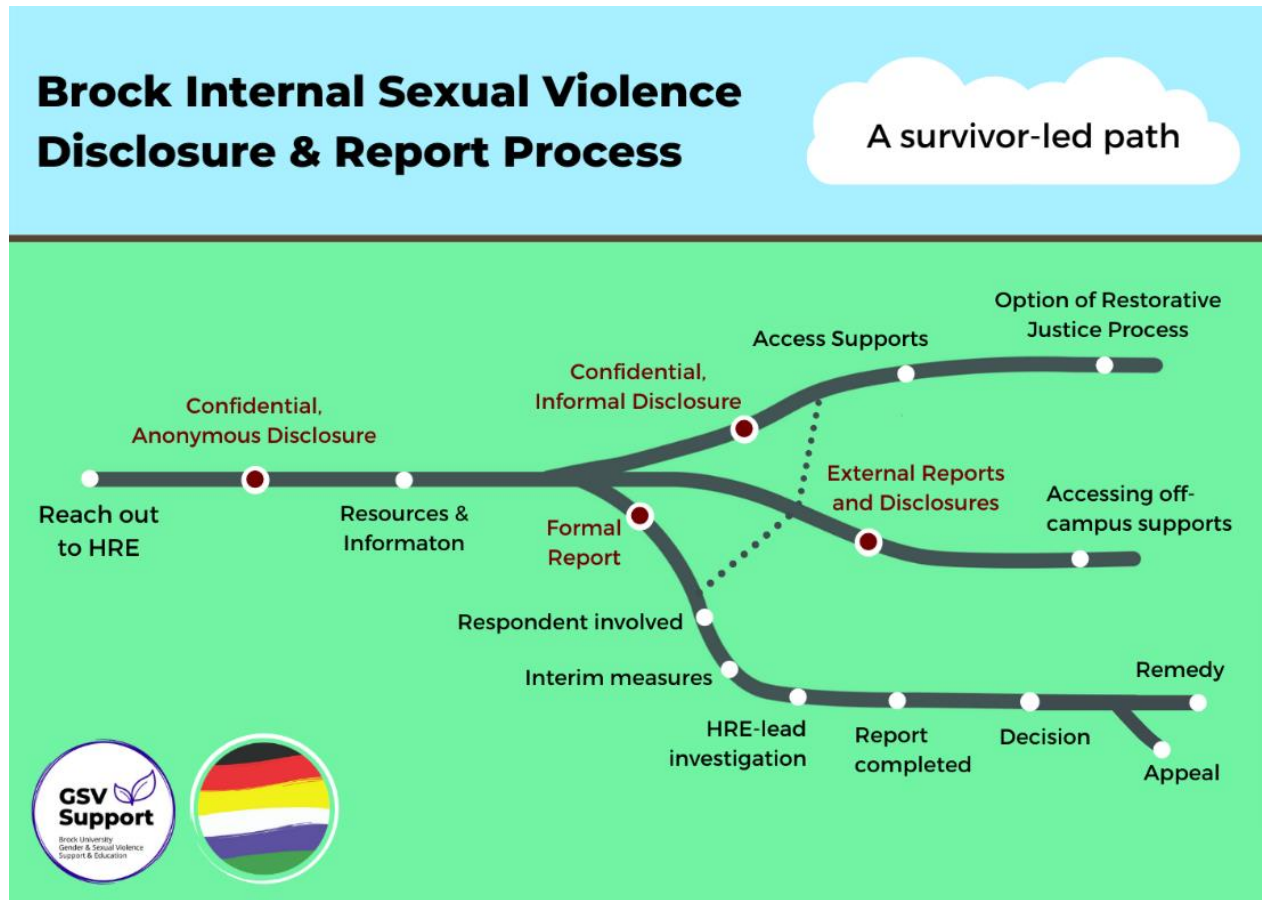 Brock Internal Sexual Violence
Disclosure & Report Process
A survivor-led path
Option of Restorative
Justice Process
Access Supports
Confidential,
Informal Disclosure
Confidential,
Anonymous Disclosure
External Reports
and Disclosures
Accessing off-
campus supports
Reach out
to HRE
Resources &
Informaton
Formal
Report
Respondent involved
Interim measures
HRE-lead
investigation
Report
completed
Decision
Remedy
Appeal
GSV
Support
Brock University
Gender & Sexual Violence
Support & Education